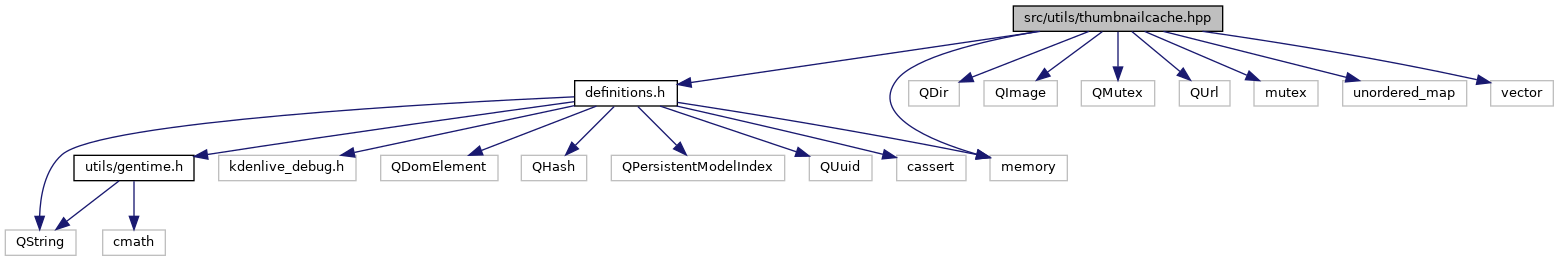 src/utils/thumbnailcache.hpp
definitions.h
QDir
QImage
QMutex
QUrl
mutex
unordered_map
vector
utils/gentime.h
kdenlive_debug.h
QDomElement
QHash
QPersistentModelIndex
QUuid
cassert
memory
QString
cmath